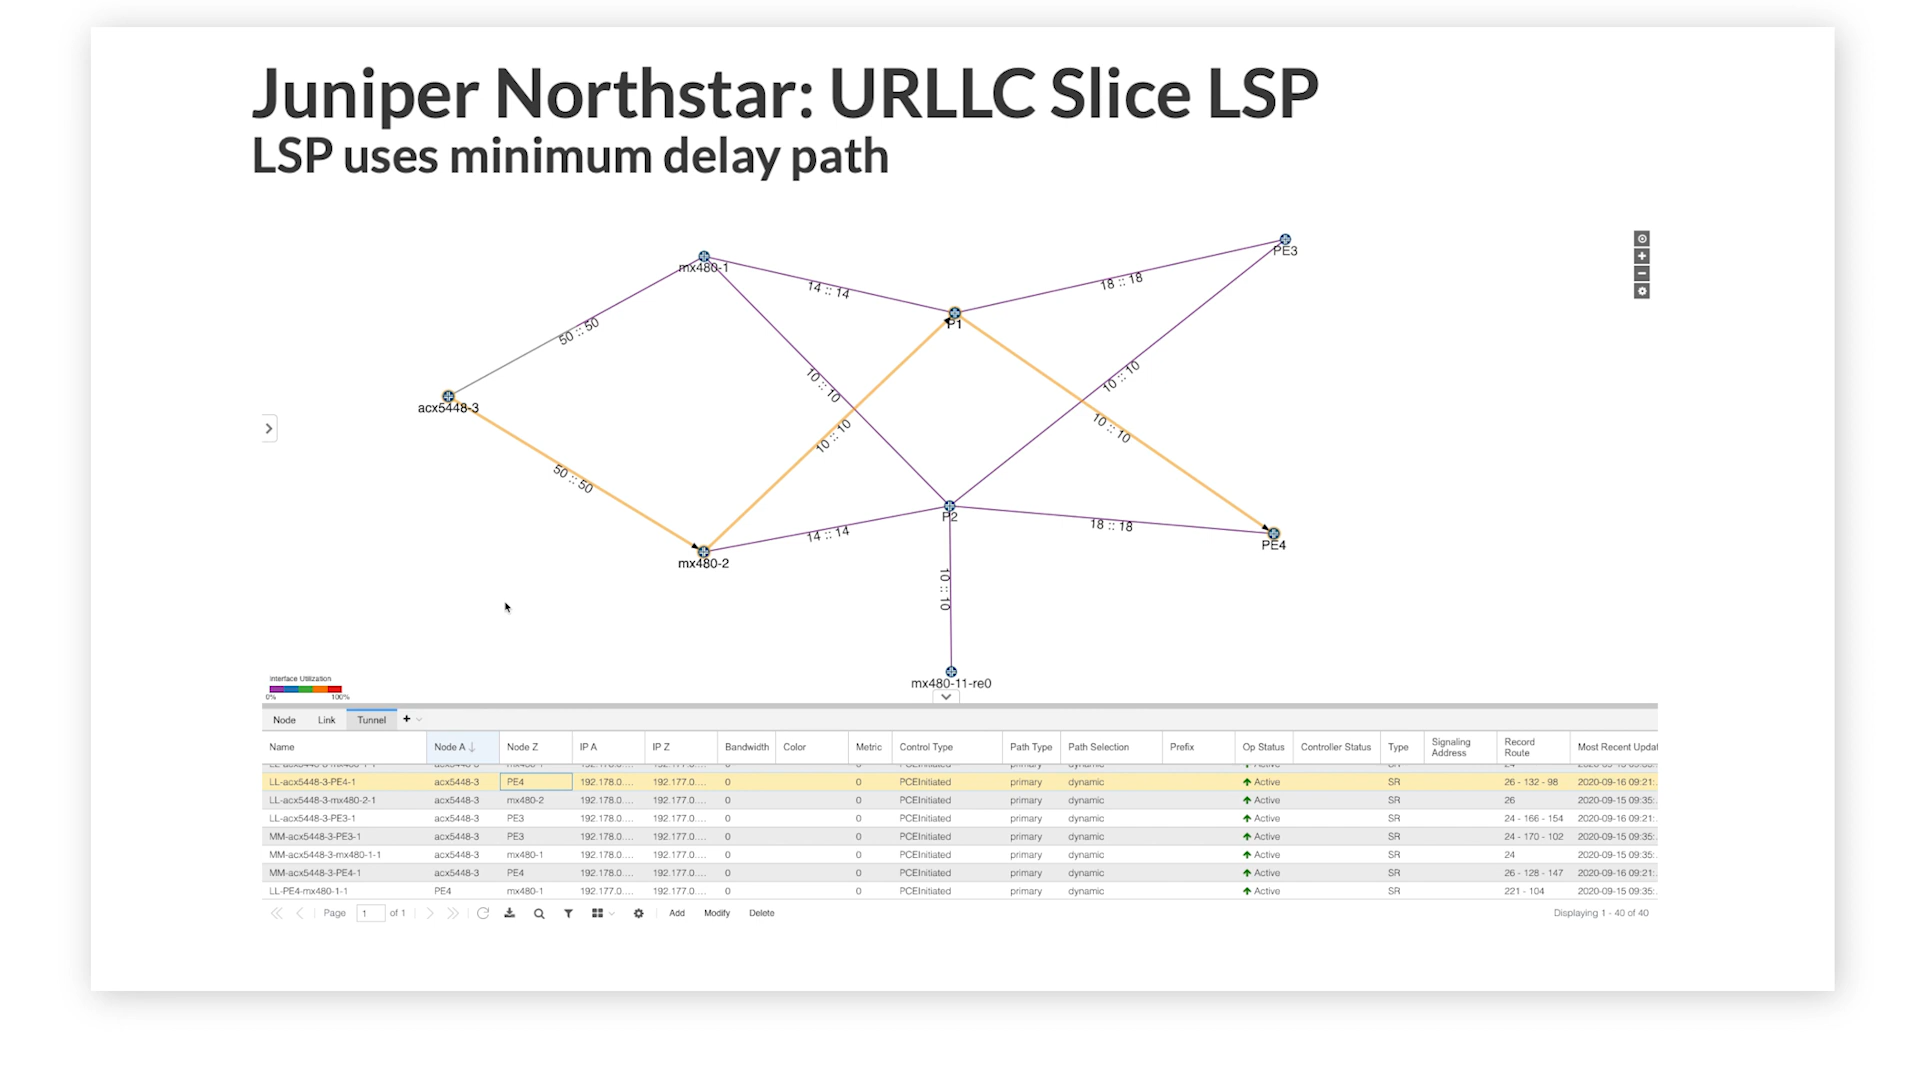 Juniper Northstar: URLLC Slice LSP
LSP uses minimum delay path
PE3
mx480-1
18 :: 18
14 :: 14
P1
50 :: 50
10 :: 10
10 :: 10
acx5448-3
10 :: 10
10 :: 10
50 :: 50
P2
18 :: 18
14 :: 14
PE4
mx480-2
10 :: 10
Interface Utilization
mx480-11-re0
0% 100%
Node Link Tunnel +
Name Node A Node Z IP A IP Z Bandwidth Color Metric Control Type Path Type Path Selection Prefix Op Status Controller Status Type Signaling Address Record Route Most Recent Updat
LL-acx5448-3-PE4-1 acx5448-3 PE4 192.178.0.... 192.177.0.... 0 0 PCEInitiated primary dynamic Active SR 26 - 132 - 98 2020-09-16 09:21:
LL-acx5448-3-mx480-2-1 acx5448-3 mx480-2 192.178.0.... 192.177.0.... 0 0 PCEInitiated primary dynamic Active SR 26 2020-09-15 09:35:
LL-acx5448-3-PE3-1 acx5448-3 PE3 192.178.0.... 192.177.0.... 0 0 PCEInitiated primary dynamic Active SR 24 - 166 - 154 2020-09-16 09:21:
MM-acx5448-3-PE3-1 acx5448-3 PE3 192.178.0.... 192.177.0.... 0 0 PCEInitiated primary dynamic Active SR 24 - 170 - 102 2020-09-15 09:35:
MM-acx5448-3-mx480-1-1 acx5448-3 mx480-1 192.178.0.... 192.177.0.... 0 0 PCEInitiated primary dynamic Active SR 24 2020-09-15 09:35:
MM-acx5448-3-PE4-1 acx5448-3 PE4 192.178.0.... 192.177.0.... 0 0 PCEInitiated primary dynamic Active SR 26 - 128 - 147 2020-09-16 09:21:
LL-PE4-mx480-1-1 PE4 mx480-1 192.177.0.... 192.177.0.... 0 0 PCEInitiated primary dynamic Active SR 221 - 104 2020-09-15 09:35:
Page 1 of 1 Add Modify Delete Displaying 1 - 40 of 40